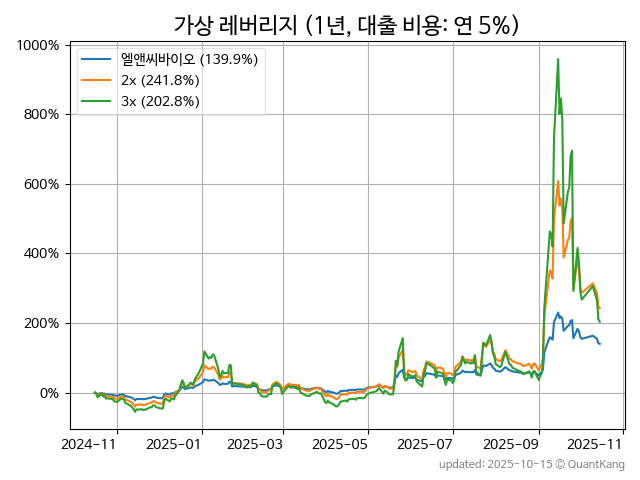 가상 레버리지 (1년, 대출 비용: 연 5%)
엘앤씨바이오 (139.9%)
2x (241.8%)
3x (202.8%)
1000%
800%
600%
400%
200%
0%
2024-11 2025-01 2025-03 2025-05 2025-07 2025-09 2025-11
updated: 2025-10-15 © QuantKang